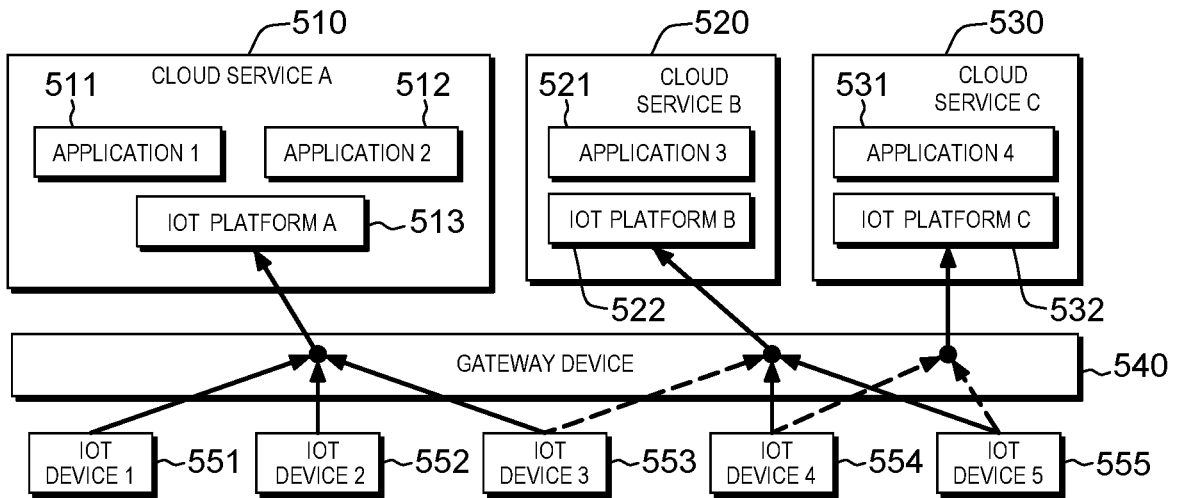 510
520
530
CLOUD SERVICE A
CLOUD
SERVICE B
CLOUD
SERVICE C
511
512
521
531
APPLICATION 1
APPLICATION 2
APPLICATION 3
APPLICATION 4
IOT PLATFORM A
513
IOT PLATFORM B
IOT PLATFORM C
522
532
GATEWAY DEVICE
540
IOT
DEVICE 1
551
IOT
DEVICE 2
552
IOT
DEVICE 3
553
IOT
DEVICE 4
554
IOT
DEVICE 5
555